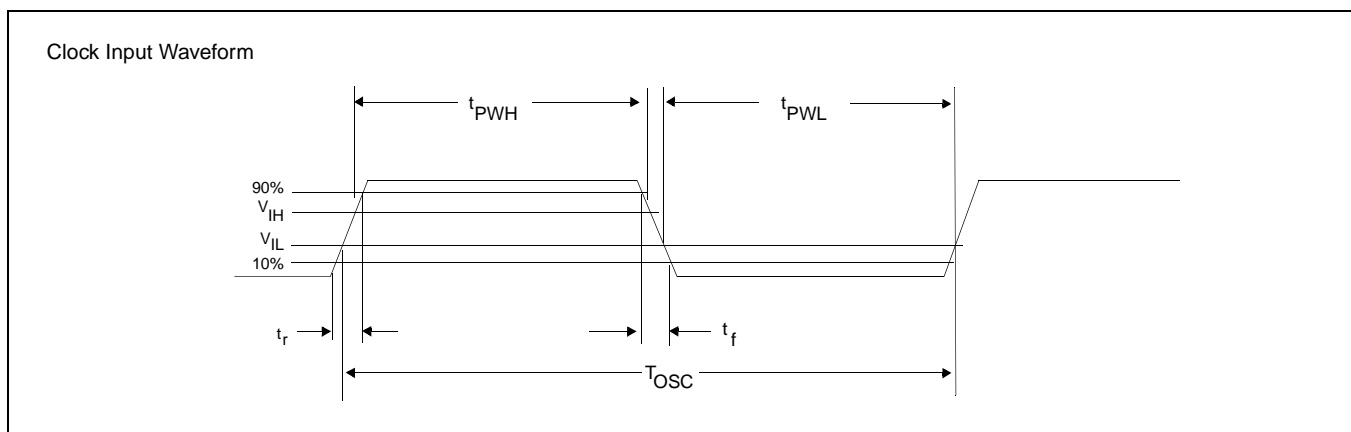 Clock Input Waveform
tPWH
tPWL
90%
VIH
VIL
10%
tr
tf
TOSC